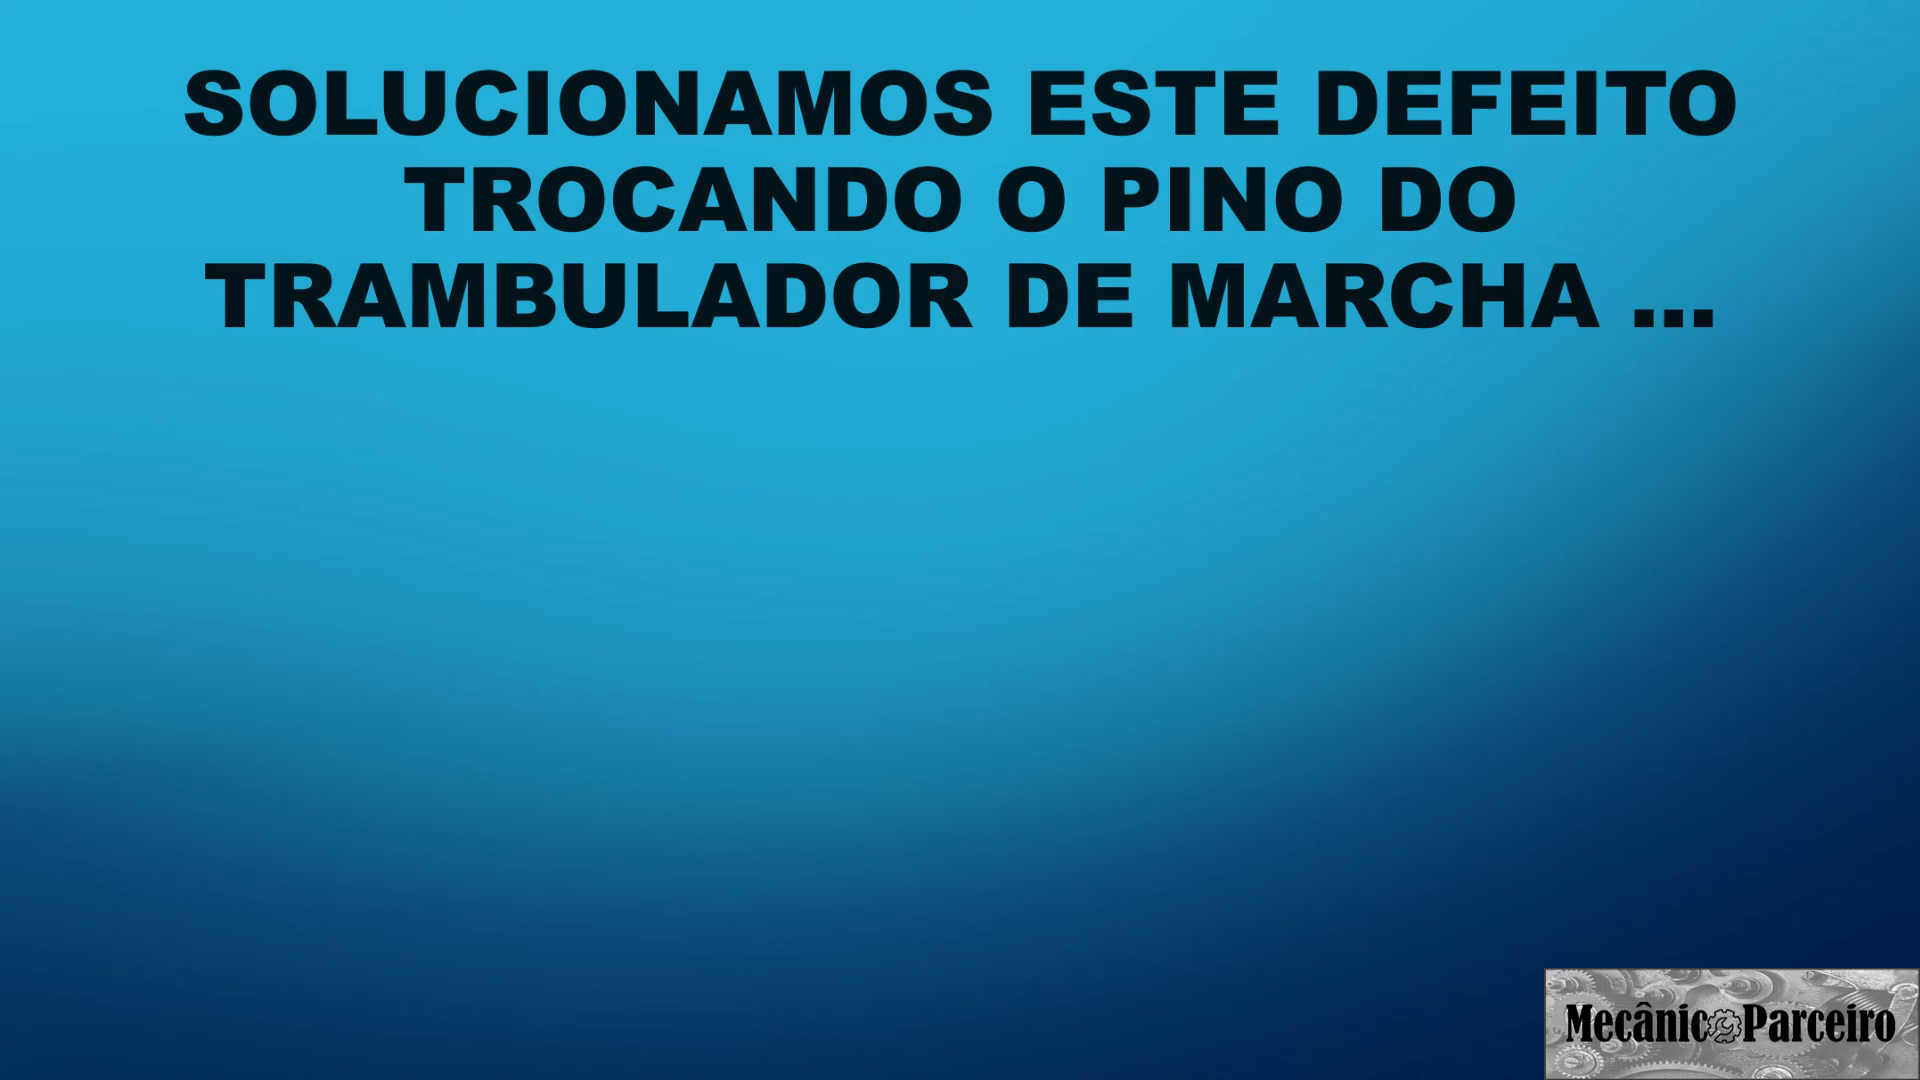 SOLUCIONAMOS ESTE DEFEITO
TROCANDO O PINO DO
TRAMBULADOR DE MARCHA ...
Mecânico Parceiro